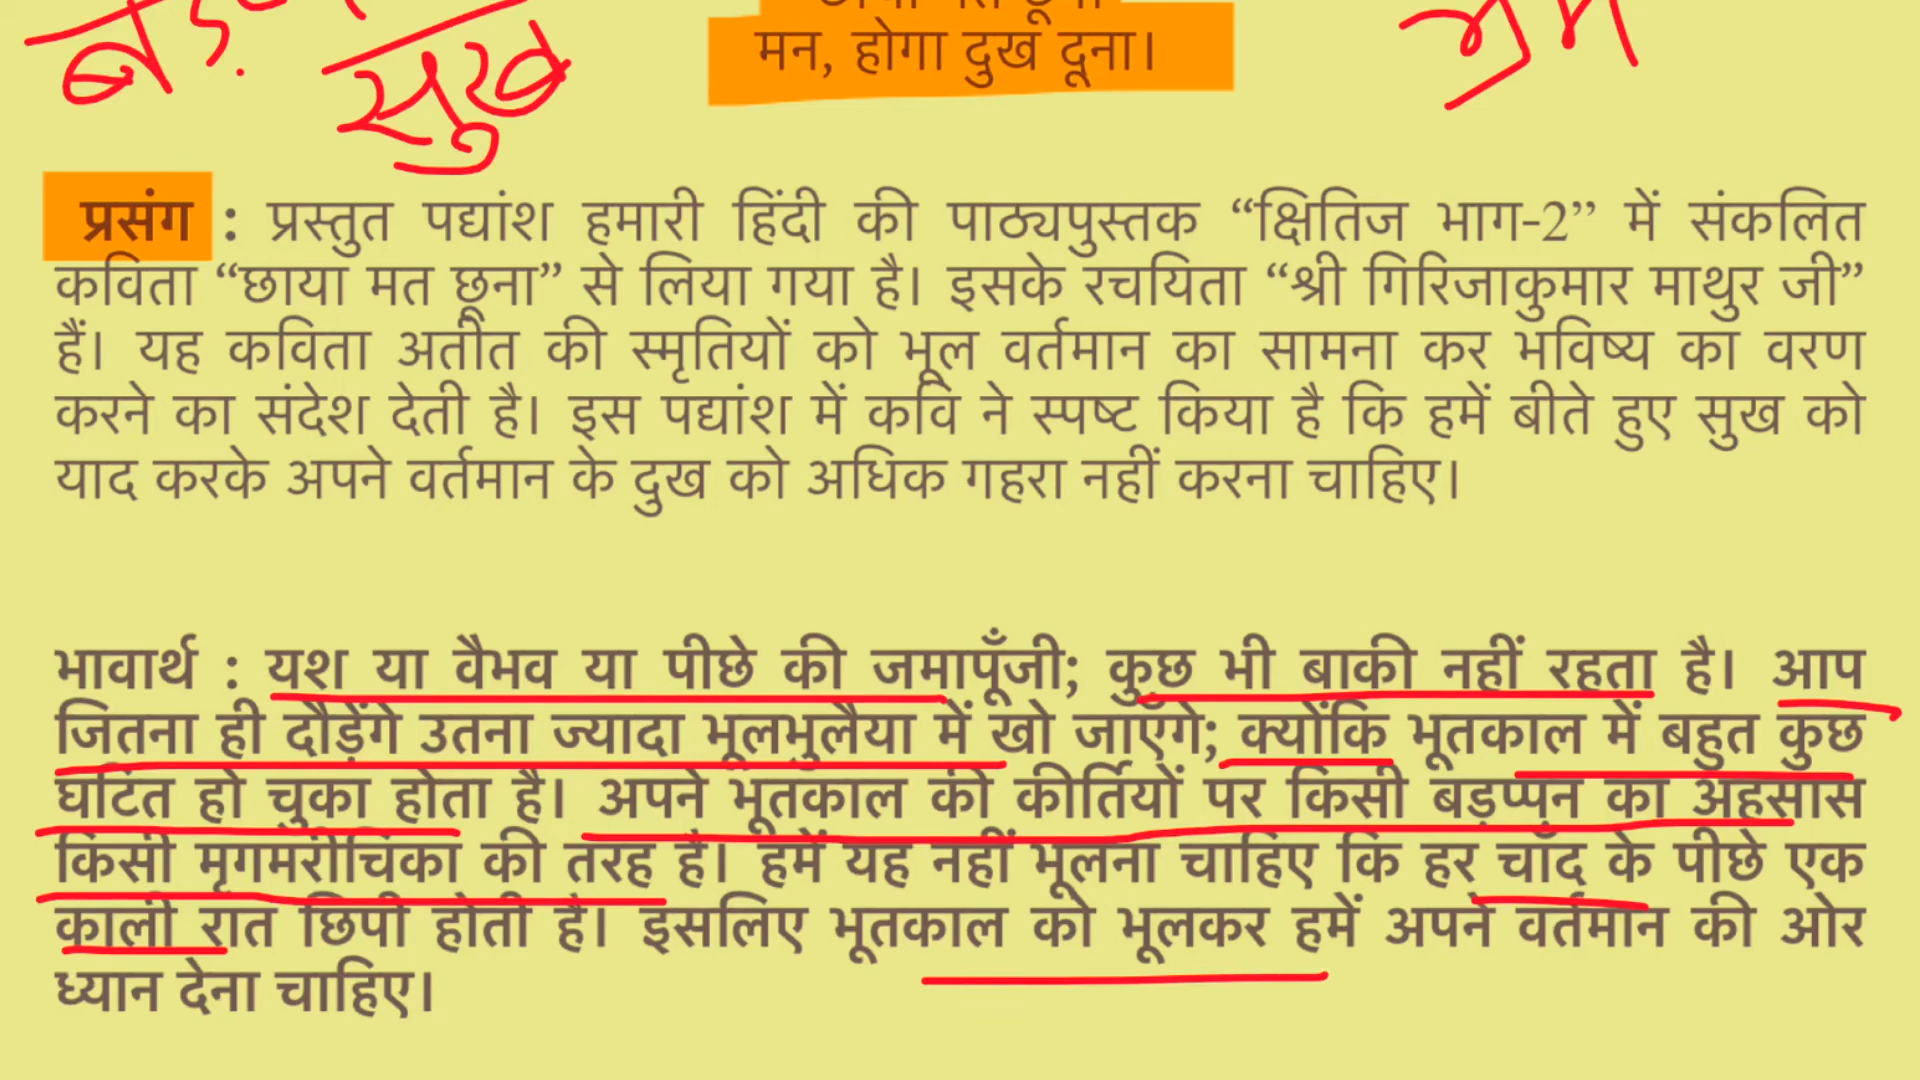 मन, होगा दुख दूना।
सुख
प्रसंग : प्रस्तुत पद्यांश हमारी हिंदी की पाठ्यपुस्तक “क्षितिज भाग-2” में संकलित
कविता “छाया मत छूना” से लिया गया है। इसके रचयिता “श्री गिरिजाकुमार माथुर जी”
हैं। यह कविता अतीत की स्मृतियों को भूल वर्तमान का सामना कर भविष्य का वरण
करने का संदेश देती है। इस पद्यांश में कवि ने स्पष्ट किया है कि हमें बीते हुए सुख को
याद करके अपने वर्तमान के दुख को अधिक गहरा नहीं करना चाहिए।
भावार्थ : यश या वैभव या पीछे की जमापूँजी; कुछ भी बाकी नहीं रहता है। आप
जितना ही दौड़ेंगे उतना ज्यादा भूलभुलैया में खो जाएँगे; क्योंकि भूतकाल में बहुत कुछ
घटित हो चुका होता है। अपने भूतकाल की कीर्तियों पर किसी बड़प्पन का अहसास
किसी मृगमरीचिका की तरह है। हमें यह नहीं भूलना चाहिए कि हर चाँद के पीछे एक
काली रात छिपी होती है। इसलिए भूतकाल को भूलकर हमें अपने वर्तमान की ओर
ध्यान देना चाहिए।